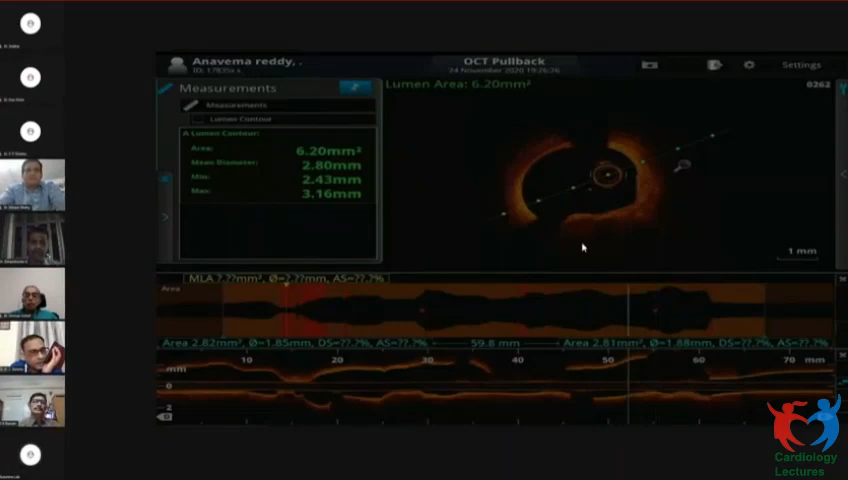 Anavema reddy, .
OCT Pullback
24 November 2020 19:26:26
Settings
Measurements
Lumen Area: 6.20mm²
0262
Measurements
Lumen Contour
A Lumen Contour:
Area: 6.20mm²
Mean Diameter: 2.80mm
Min: 2.43mm
Max: 3.16mm
1 mm
MLA ?.??mm², Ø=?.??mm, AS=??.?%
Area
Area 2.82mm², Ø=1.85mm, DS=??.?%, AS=??.?%
59.8 mm
Area 2.81mm², Ø=1.88mm, DS=??.?%, AS=??.?%
10 20 30 40 50 60 70 mm
mm
0
2
Cardiology
Lectures